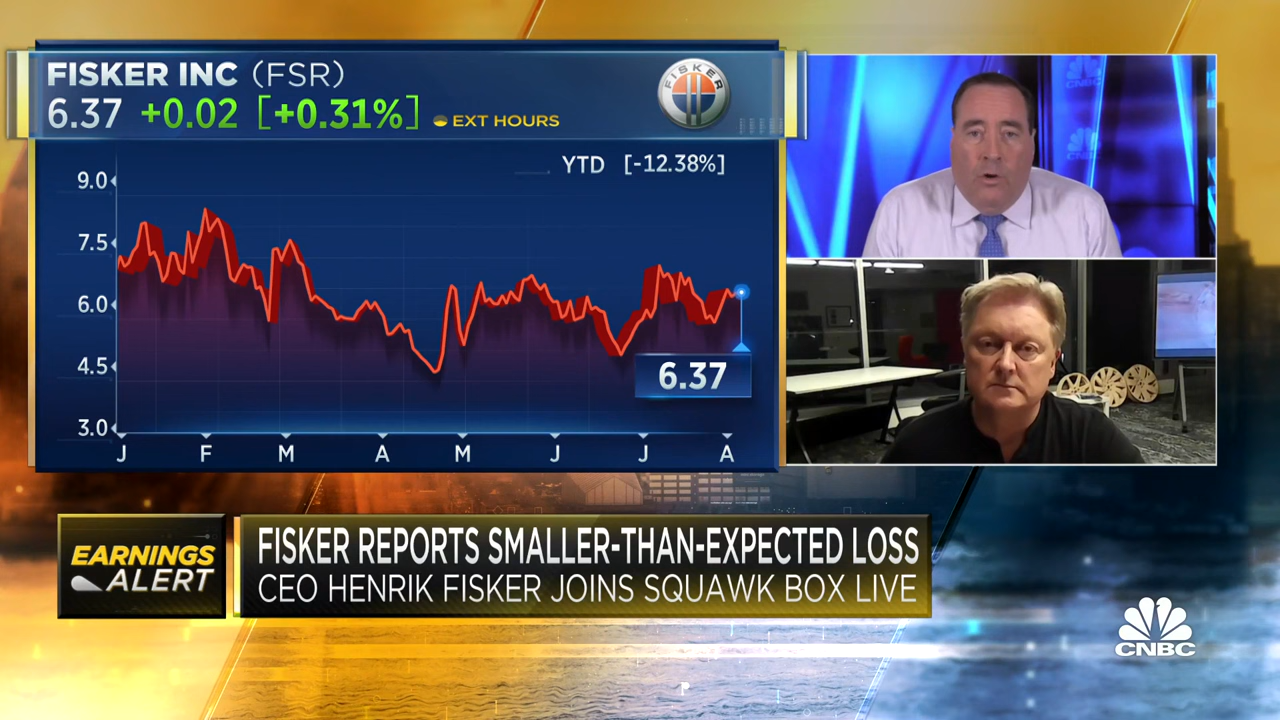 FISKER INC (FSR)
6.37 +0.02 [+0.31%] EXT HOURS
FISKER
YTD [-12.38%]
9.0
7.5
6.0
4.5
3.0
6.37
J F M A M J J A
CNBC
CNBC
EARNINGS
ALERT
FISKER REPORTS SMALLER-THAN-EXPECTED LOSS
CEO HENRIK FISKER JOINS SQUAWK BOX LIVE
CNBC